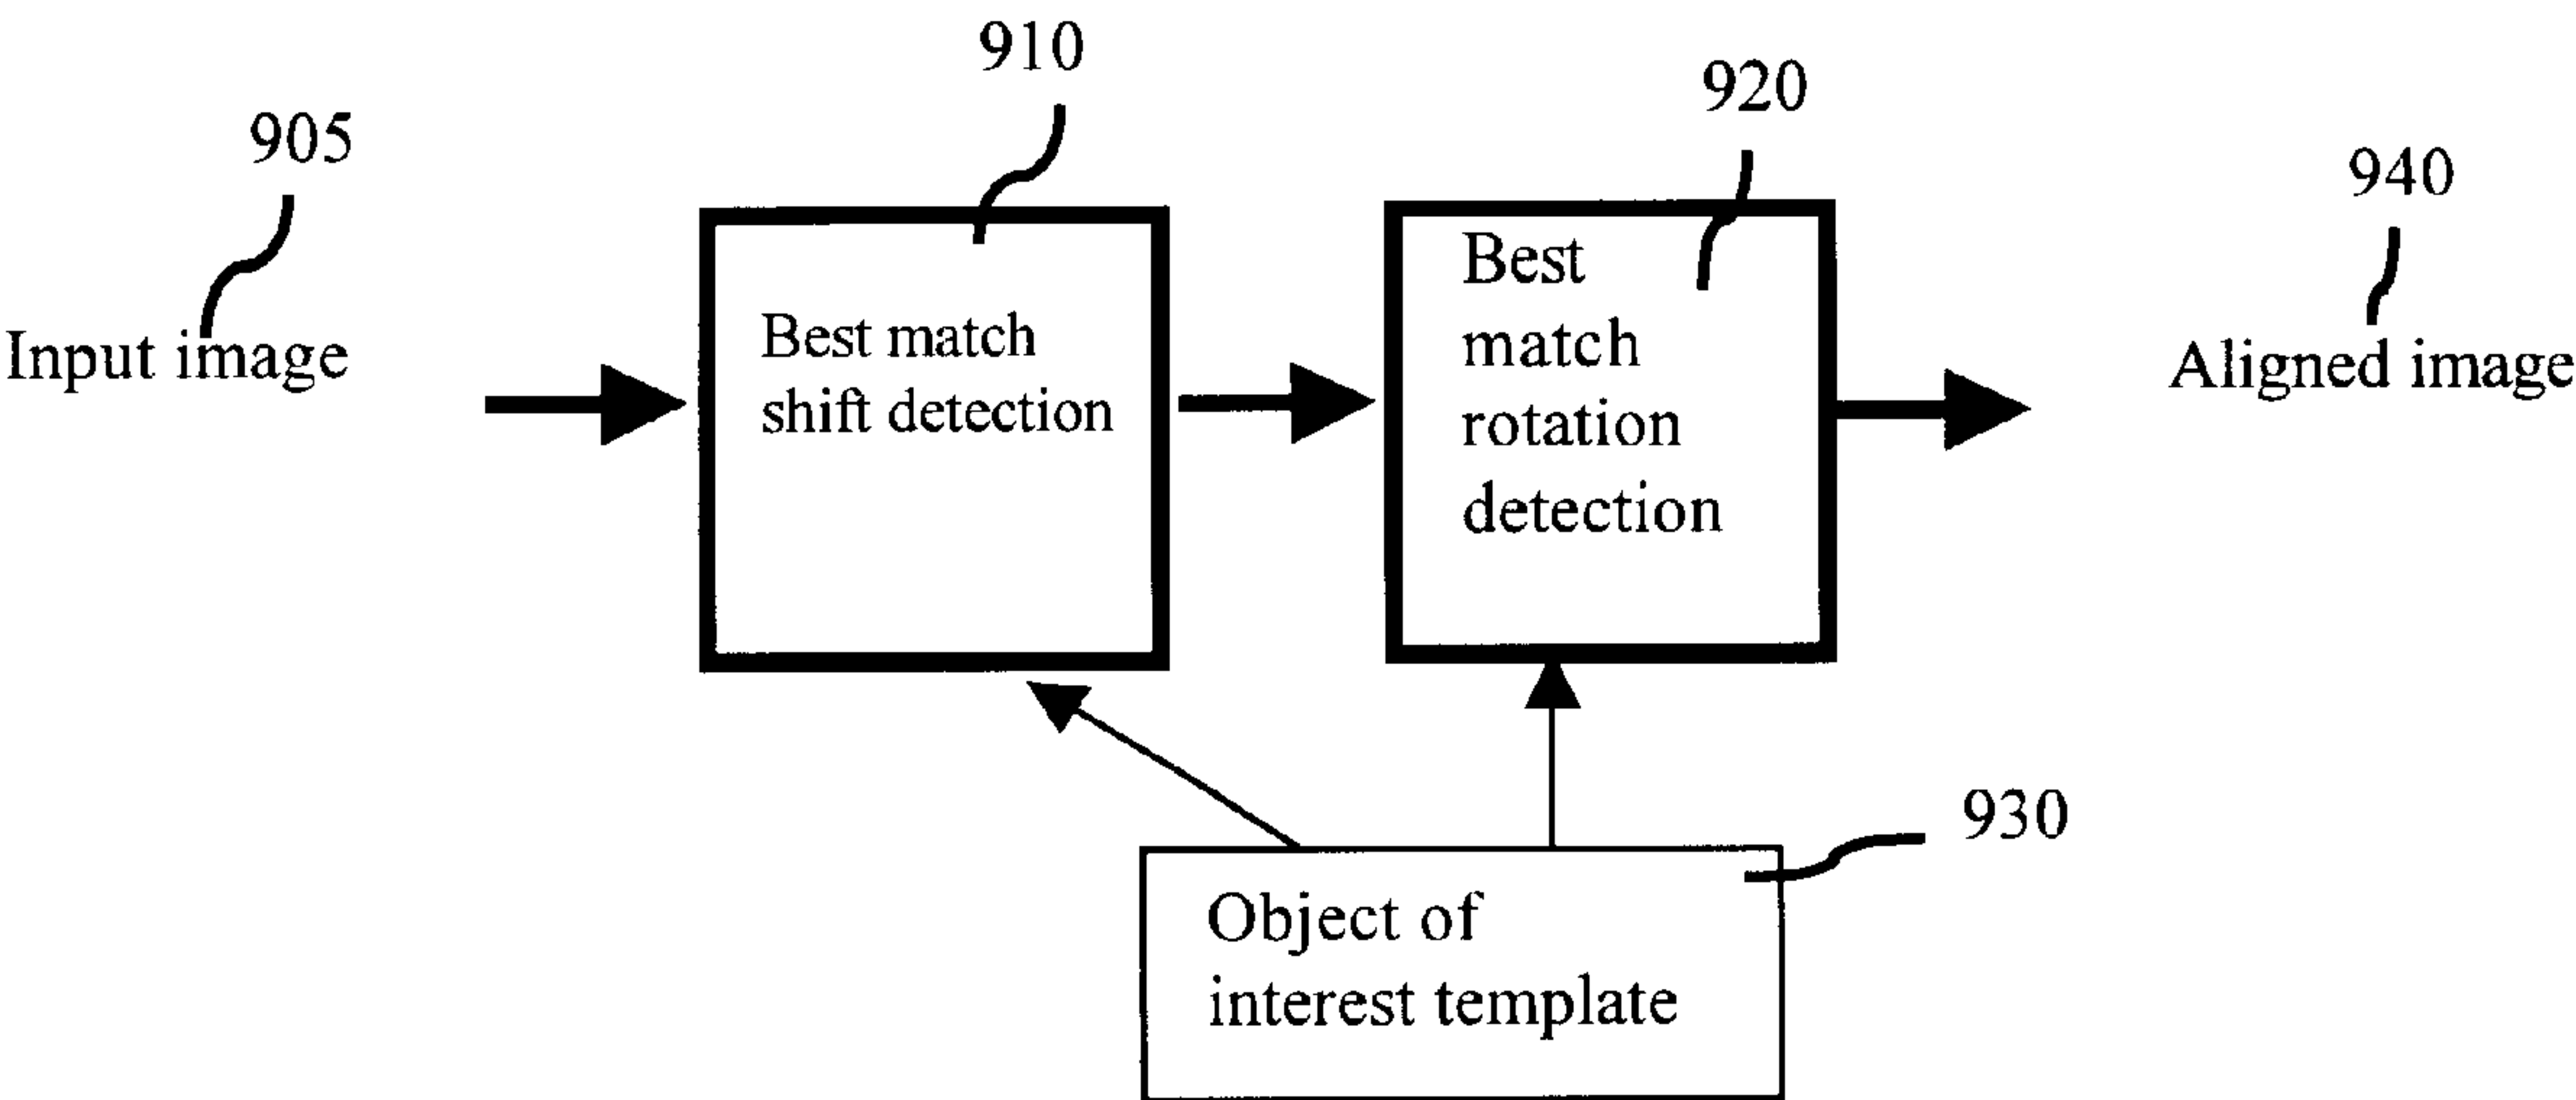 910
920
905
940
Best
Input image
Best match
match
Aligned image
shift detection
rotation
detection
930
Object of
interest template